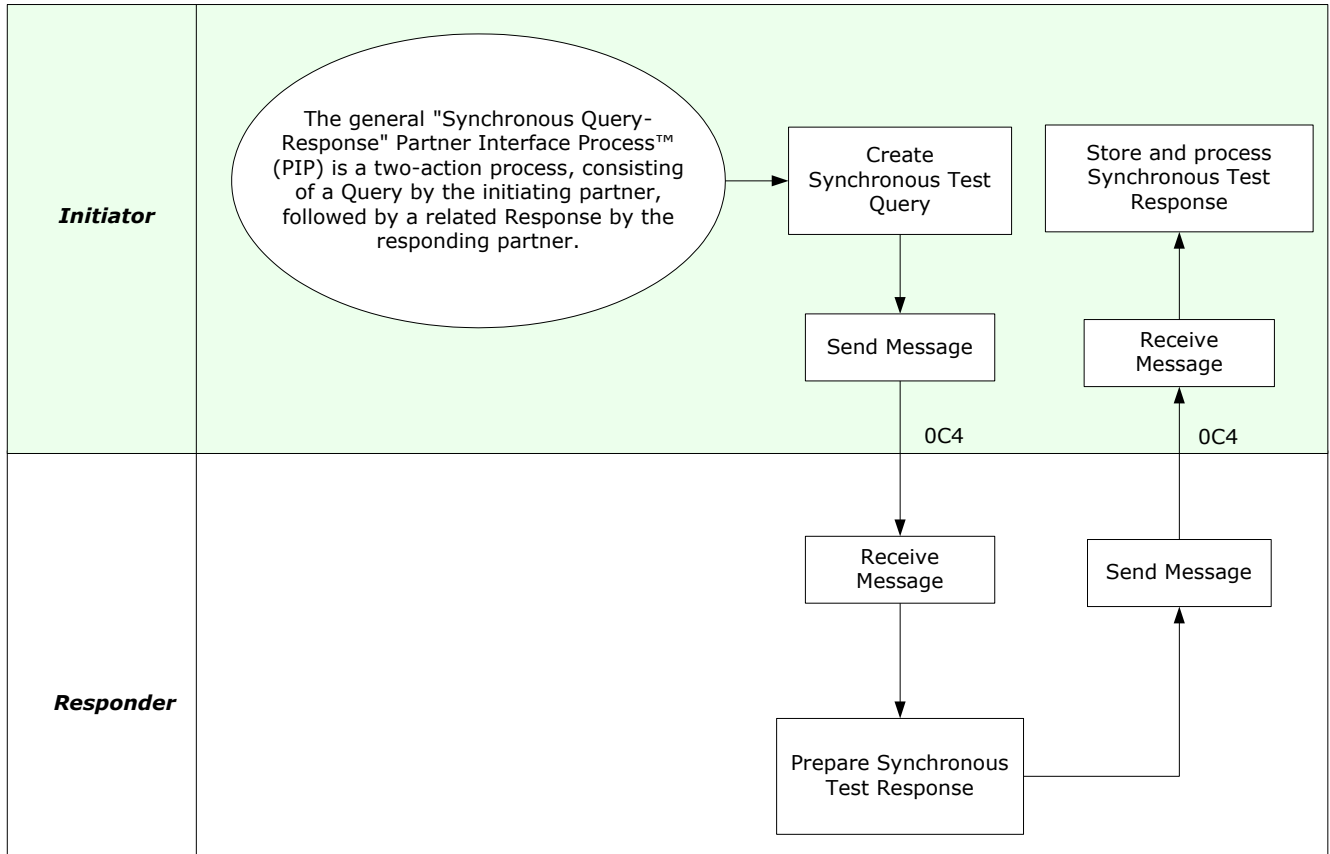 Initiator
The general "Synchronous Query-
Response" Partner Interface Process™
(PIP) is a two-action process, consisting
of a Query by the initiating partner,
followed by a related Response by the
responding partner.
Create
Synchronous Test
Query
Store and process
Synchronous Test
Response
Send Message
Receive
Message
0C4
0C4
Responder
Receive
Message
Send Message
Prepare Synchronous
Test Response